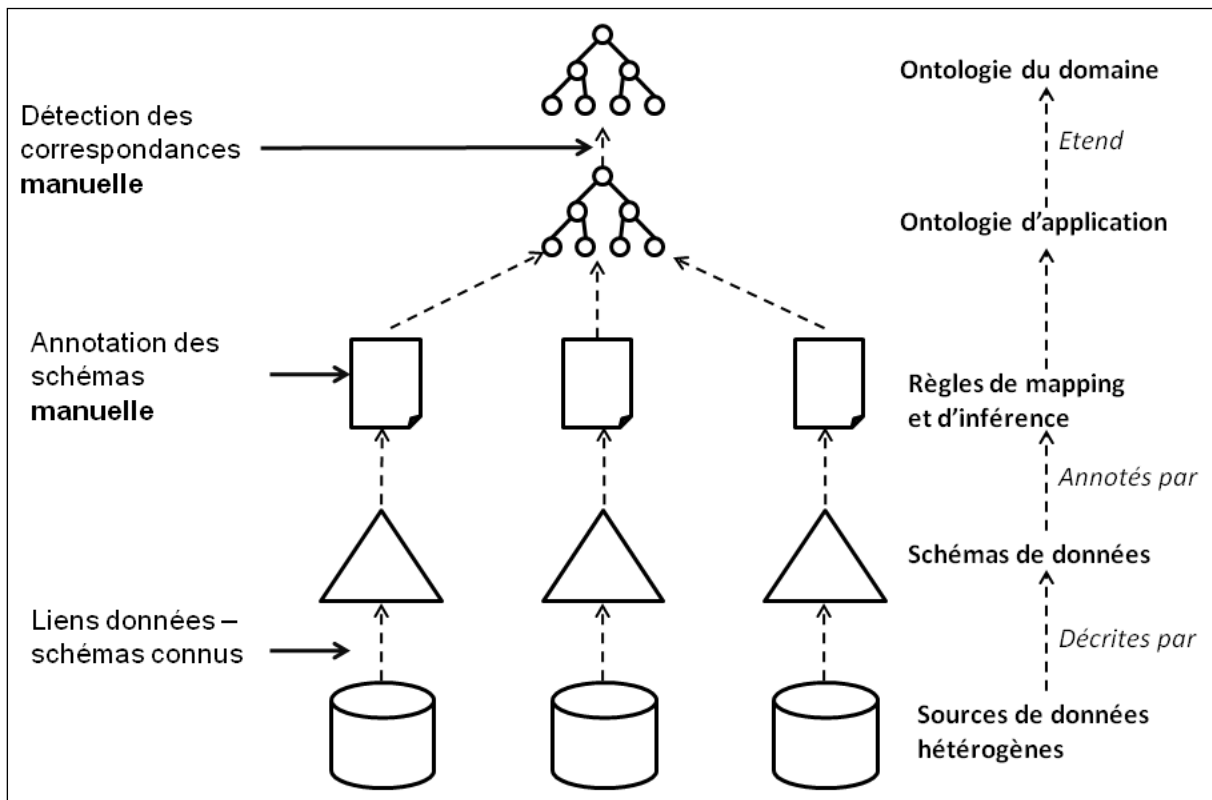 Ontologie du domaine
Détection des
correspondances
manuelle
Etend
Ontologie d’application
Annotation des
schémas
manuelle
Règles de mapping
et d’inférence
Annotés par
Schémas de données
Liens données –
schémas connus
Décrites par
Sources de données
hétérogènes